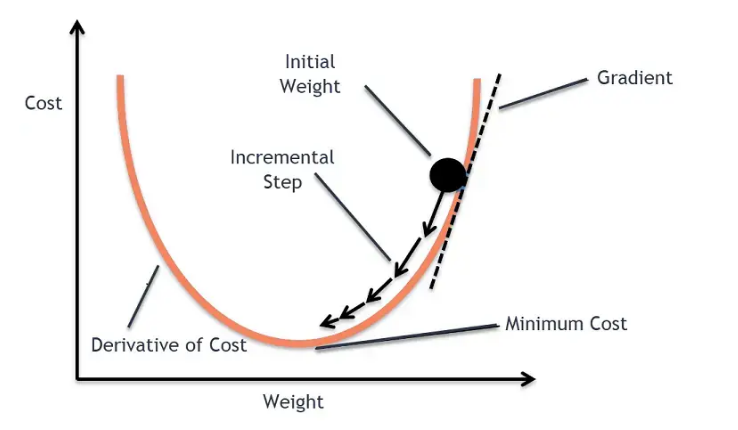 Initial
Weight
Gradient
Cost
Incremental
Step
Minimum Cost
Derivative of Cost
Weight